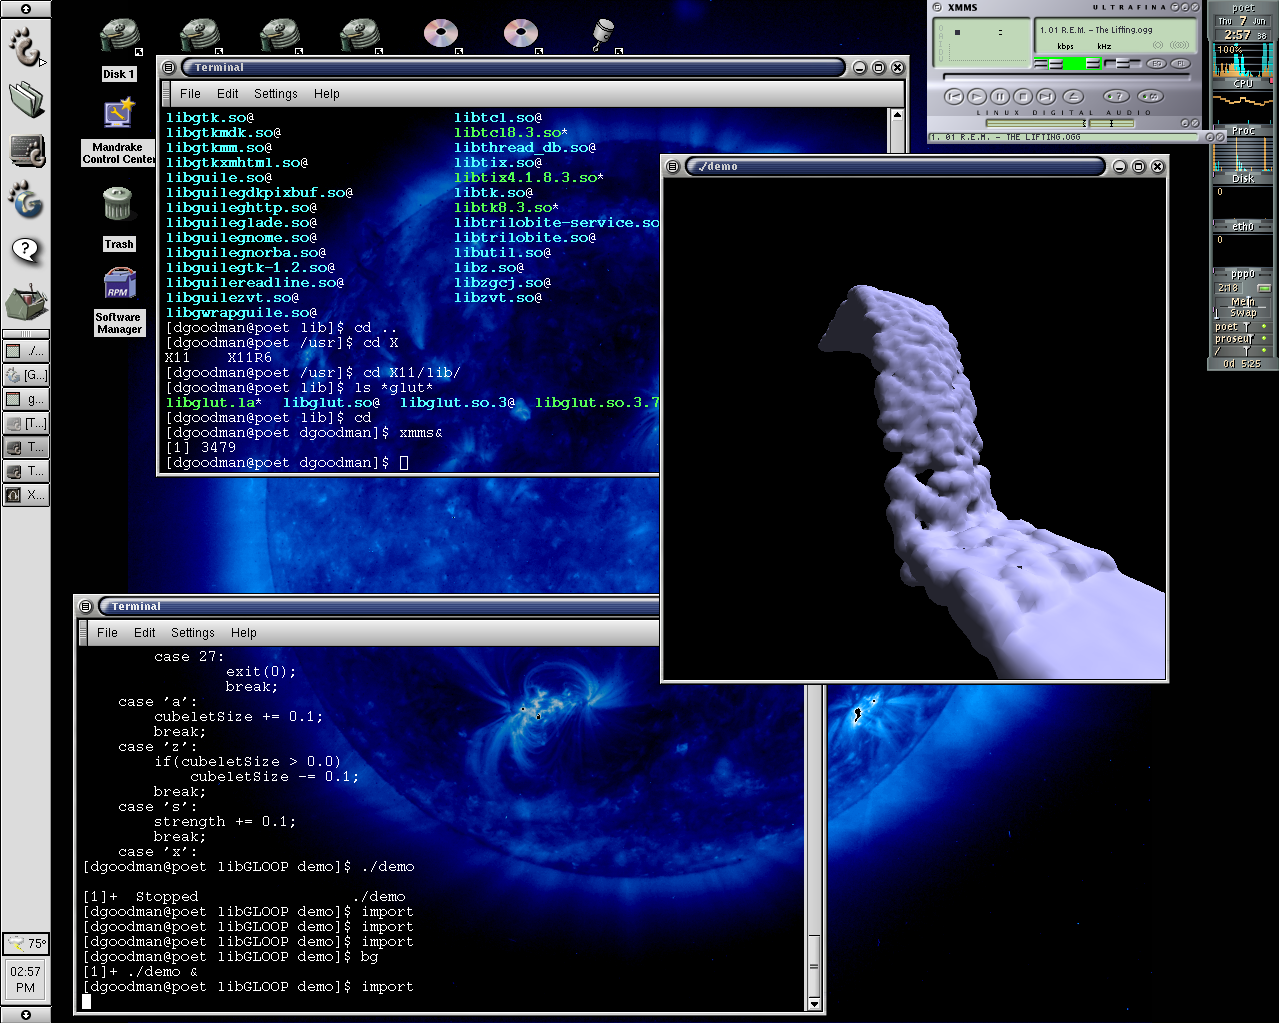 Disk 1
Mandrake
Control Center
Trash
RPM
Software
Manager
./...
[G...]
g...
[T...]
T...
T...
X...
75°
02:57
PM
Terminal
File Edit Settings Help
libgtk.so@ libtcl.so@
libgtkmdk.so@ libtcl8.3.so*
libgtkmm.so@ libthread_db.so@
libgtkxmhtml.so@ libtix.so@
libguile.so@ libtix4.1.8.3.so*
libguilegdkpixbuf.so@ libtk.so@
libguileghttp.so@ libtk8.3.so*
libguileglade.so@ libtrilobite-service.so
libguilegnome.so@ libtrilobite.so@
libguilegnorba.so@ libutil.so@
libguilegtk-1.2.so@ libz.so@
libguilereadline.so@ libzgcj.so@
libguilezvt.so@ libzvt.so@
libgwrapguile.so@
[dgoodman@poet lib]$ cd ..
[dgoodman@poet /usr]$ cd X
X11 X11R6
[dgoodman@poet /usr]$ cd X11/lib/
[dgoodman@poet lib]$ ls *glut*
libglut.la* libglut.so@ libglut.so.3@ libglut.so.3.7
[dgoodman@poet lib]$ cd
[dgoodman@poet dgoodman]$ xmms&
[1] 3479
[dgoodman@poet dgoodman]$
Terminal
File Edit Settings Help
case 27:
exit(0);
break;
case 'a':
cubeletSize += 0.1;
break;
case 'z':
if(cubeletSize > 0.0)
cubeletSize -= 0.1;
break;
case 's':
strength += 0.1;
break;
case 'x':
[dgoodman@poet libGLOOP demo]$ ./demo
[1]+ Stopped ./demo
[dgoodman@poet libGLOOP demo]$ import
[dgoodman@poet libGLOOP demo]$ import
[dgoodman@poet libGLOOP demo]$ import
[dgoodman@poet libGLOOP demo]$ bg
[1]+ ./demo &
[dgoodman@poet libGLOOP demo]$ import
./demo
XMMS ULTRAFINA
1. 01 R.E.M. - The Lifting.ogg
kbps kHz
EQ PL
LINUX DIGITAL AUDIO
1. 01 R.E.M. - THE LIFTING.OGG
poet
Thu 7 Jun
2:57 38
100%
CPU
Proc
Disk
0
eth0
0
ppp0
2:18
Mem
Swap
poet
proseur
/
0d 5:25